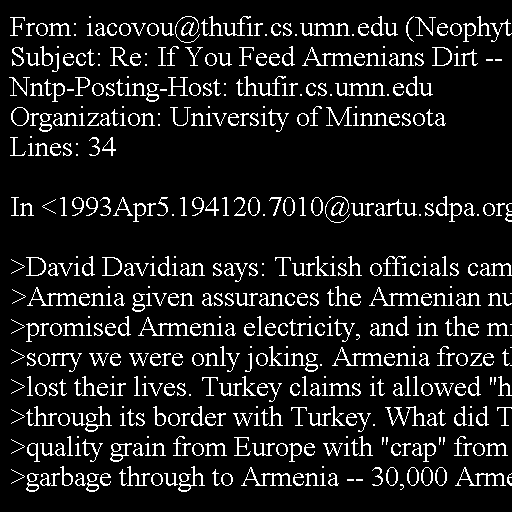 From: iacovou@thufir.cs.umn.edu (Neophyt
Subject: Re: If You Feed Armenians Dirt --
Nntp-Posting-Host: thufir.cs.umn.edu
Organization: University of Minnesota
Lines: 34
In <1993Apr5.194120.7010@urartu.sdpa.org
>David Davidian says: Turkish officials cam
>Armenia given assurances the Armenian nu
>promised Armenia electricity, and in the mi
>sorry we were only joking. Armenia froze th
>lost their lives. Turkey claims it allowed "h
>through its border with Turkey. What did T
>quality grain from Europe with "crap" from
>garbage through to Armenia -- 30,000 Arme